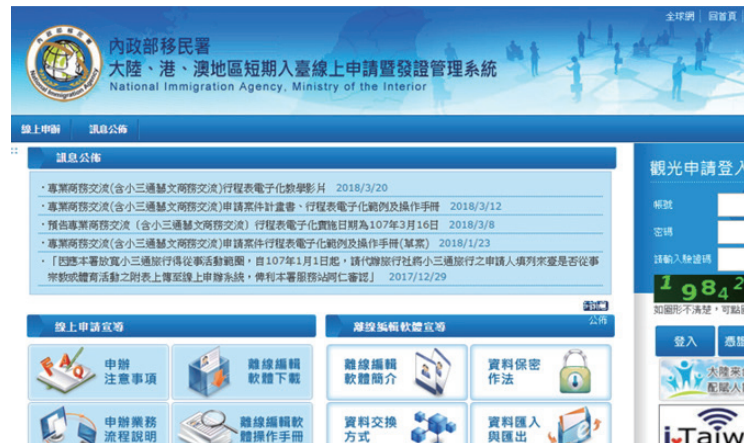 全球網 回首頁
內政部移民署
大陸、港、澳地區短期入臺線上申請暨發證管理系統
National Immigration Agency, Ministry of the Interior
線上申辦 訊息公佈
訊息公佈
・專業商務交流(含小三通藝文商務交流)行程表電子化教學影片 2018/3/20
・專業商務交流(含小三通藝文商務交流)申請案件計畫書、行程表電子化範例及操作手冊 2018/3/12
・預告專業商務交流〔含小三通藝文商務交流〕行程表電子化實施日期為107年3月16日 2018/3/8
・專業商務交流(含小三通藝文商務交流)申請案件行程表電子化範例及操作手冊(草案) 2018/1/23
・「因應本署放寬小三通旅行得從事活動範圍，自107年1月1日起，請代辦旅行社將小三通旅行之申請人填列來臺是否從事
宗教或體育活動之附表上傳至線上申辦系統，俾利本署服務站同仁審認」 2017/12/29
公佈
觀光申請登入
帳號
密碼
請輸入驗證碼
19842
如圖形不清楚，可點
登入
線上申請宣導
離線編輯軟體宣導
FAQ
申辦
注意事項
離線編輯
軟體下載
離線編輯
軟體簡介
資料保密
作法
申辦業務
流程說明
離線編輯軟
體操作手冊
資料交換
方式
資料匯入
與匯出
大陸來
配賦人
i-Taiw